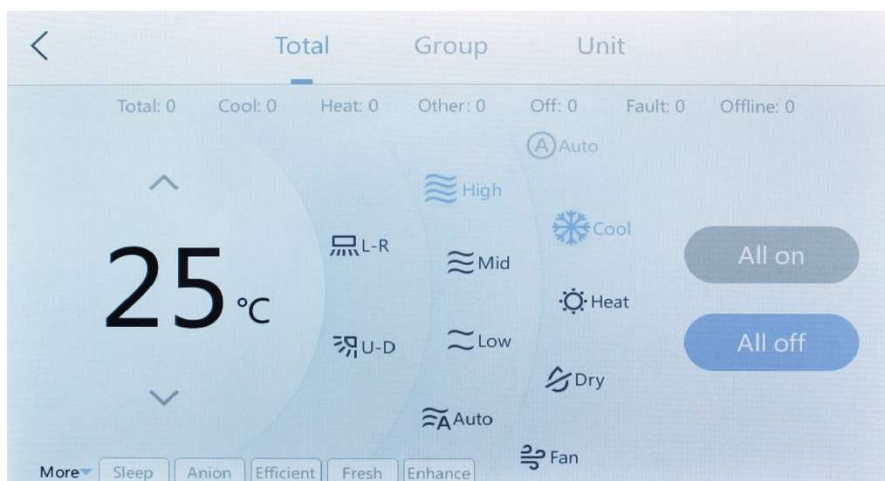 Total Group Unit
Total: 0 Cool: 0 Heat: 0 Other: 0 Off: 0 Fault: 0 Offline: 0
A Auto
High
Cool
L-R
Mid
All on
25 °C
Heat
U-D
Low
All off
Dry
A Auto
Fan
More Sleep Anion Efficient Fresh Enhance